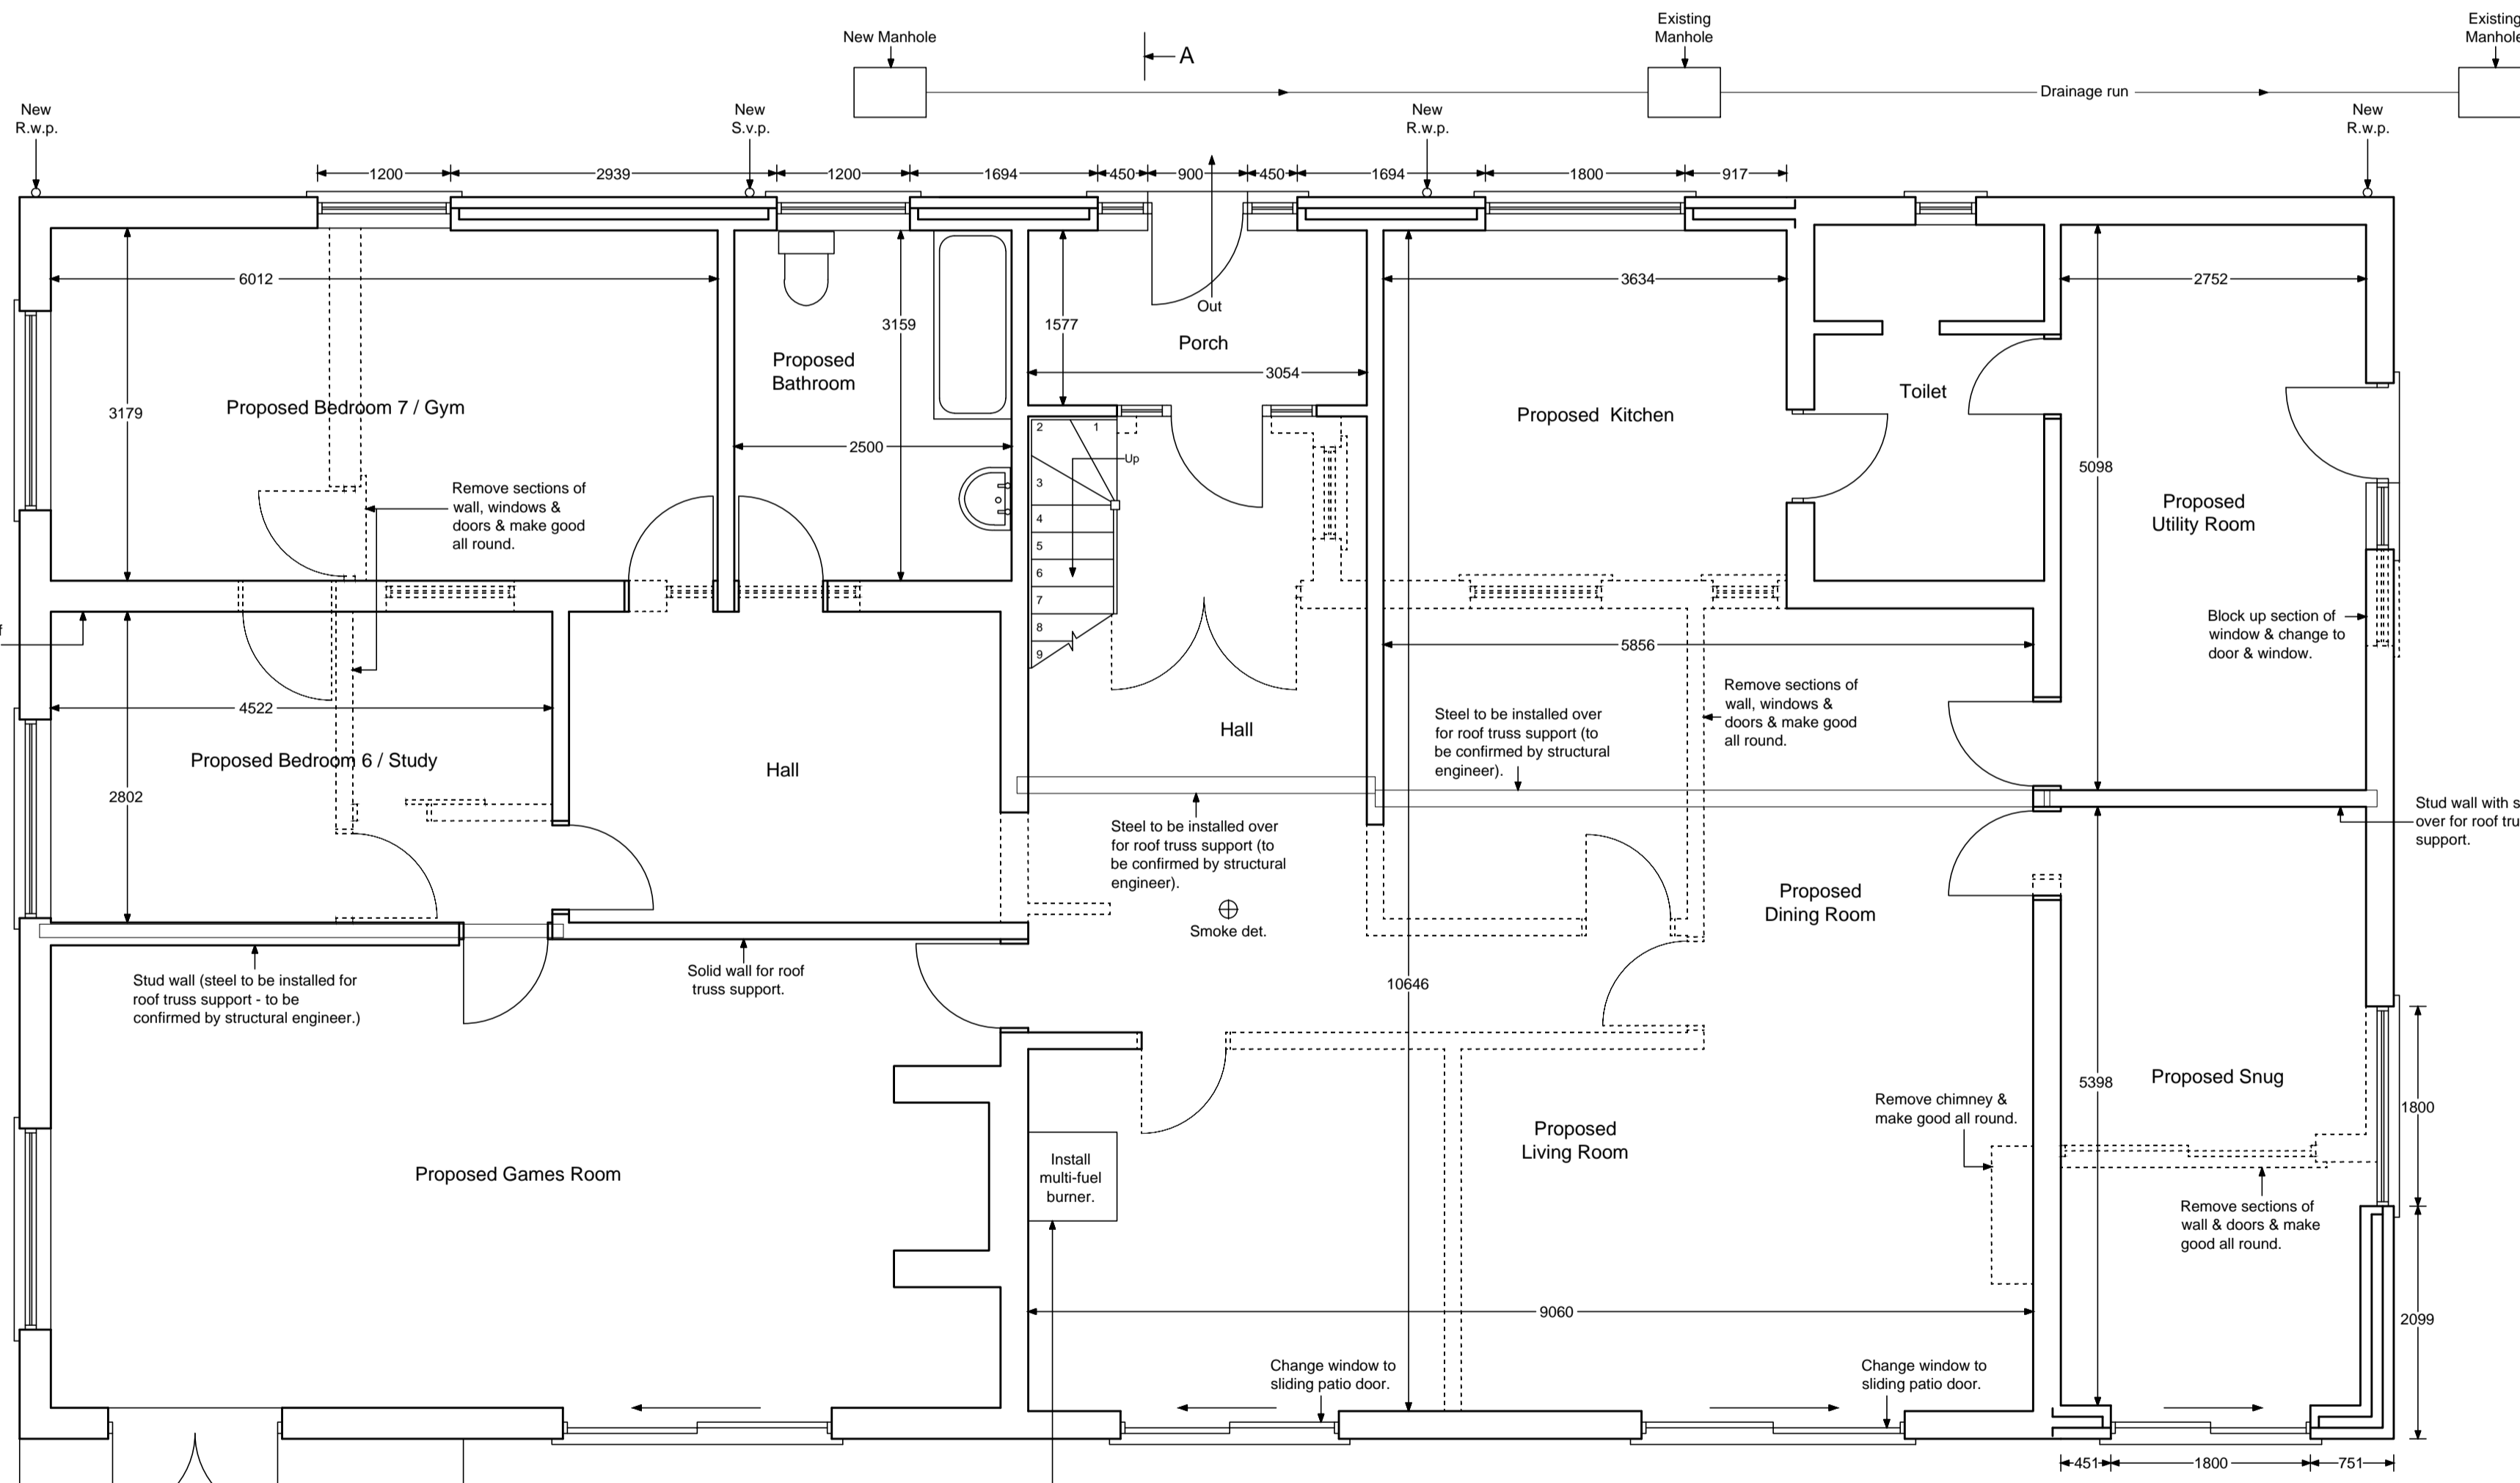 Existing
Manhole
Existing
Manhole
New Manhole
A
Drainage run
New
R.w.p.
New
S.v.p.
New
R.w.p.
New
R.w.p.
1200
2939
1200
1694
450
900
450
1694
1800
917
6012
3634
2752
Out
1577
3159
Porch
3054
Proposed
Bathroom
Proposed Bedroom 7 / Gym
3179
Proposed  Kitchen
Toilet
2
1
Up
3
4
5
6
7
8
9
2500
5098
Remove sections of
wall, windows &
doors & make good
all round.
Proposed
Utility Room
Block up section of
window & change to
door & window.
f
5856
4522
Remove sections of
wall, windows &
doors & make good
all round.
Steel to be installed over
for roof truss support (to
be confirmed by structural
engineer).
Hall
Proposed Bedroom 6 / Study
Hall
2802
Steel to be installed over
for roof truss support (to
be confirmed by structural
engineer).
Stud wall with s
over for roof tru
support.
Proposed
Dining Room
Smoke det.
Stud wall (steel to be installed for
roof truss support - to be
confirmed by structural engineer.)
Solid wall for roof
truss support.
10646
5398
Proposed Snug
1800
Remove chimney &
make good all round.
Proposed
Living Room
Proposed Games Room
Install
multi-fuel
burner.
Remove sections of
wall & doors & make
good all round.
9060
2099
Change window to
sliding patio door.
Change window to
sliding patio door.
451
1800
751